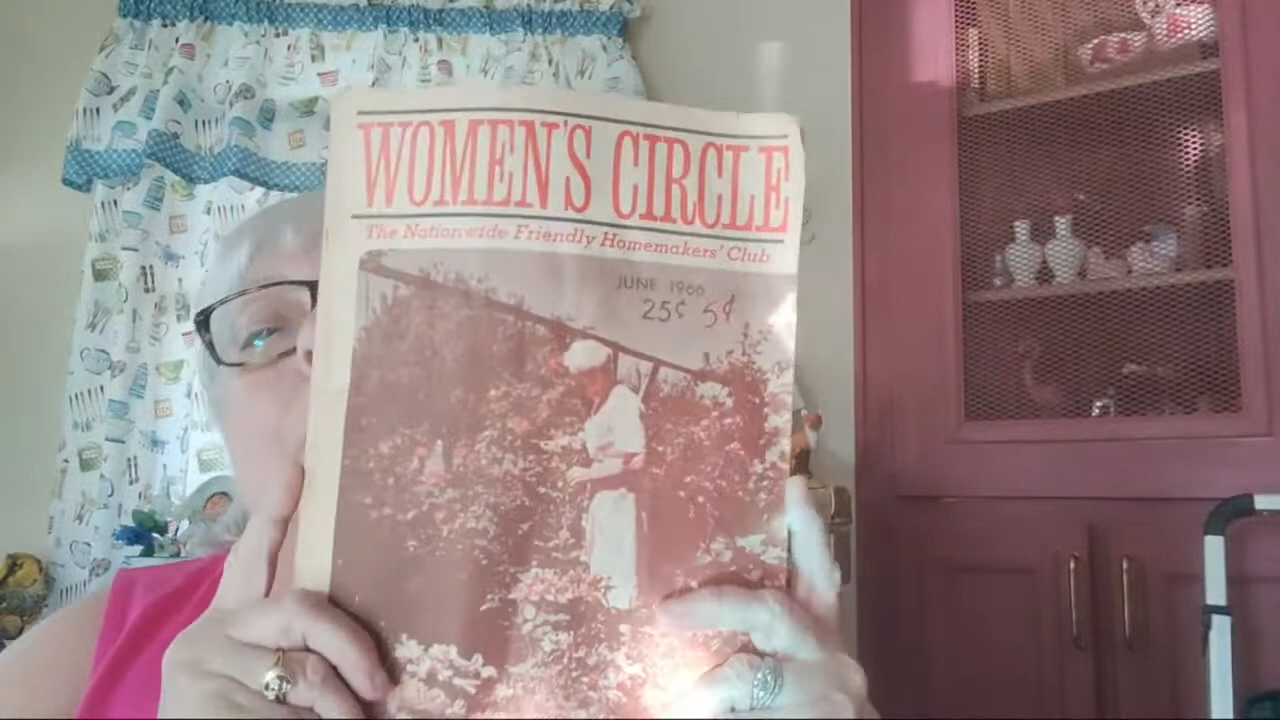 WOMEN'S CIRCLE
The Nationwide Friendly Homemakers' Club
JUNE 1966
25¢ 5¢